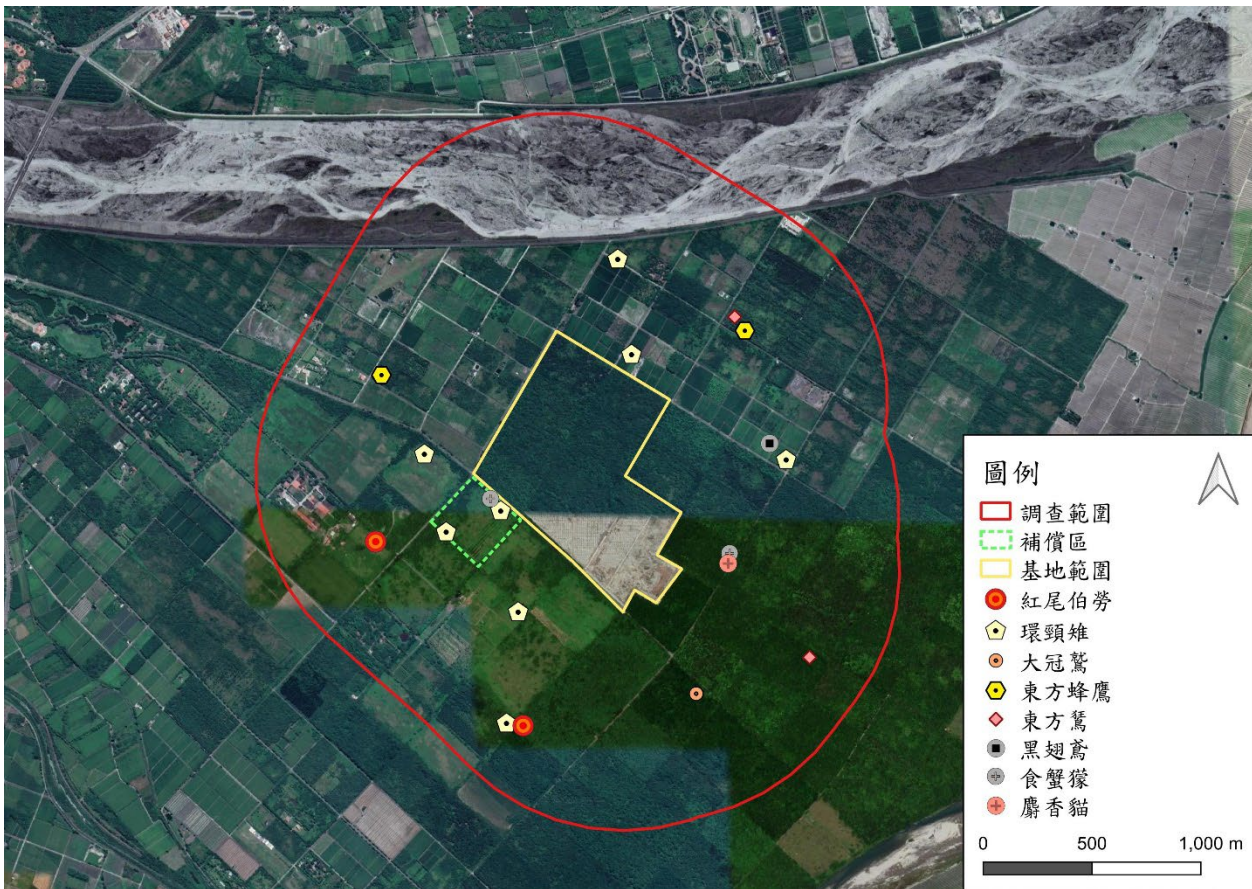 圖例
調查範圍
補償區
基地範圍
紅尾伯勞
環頸雉
大冠鷲
東方蜂鷹
東方鵟
黑翅鳶
食蟹獴
麝香貓
0 500 1,000 m